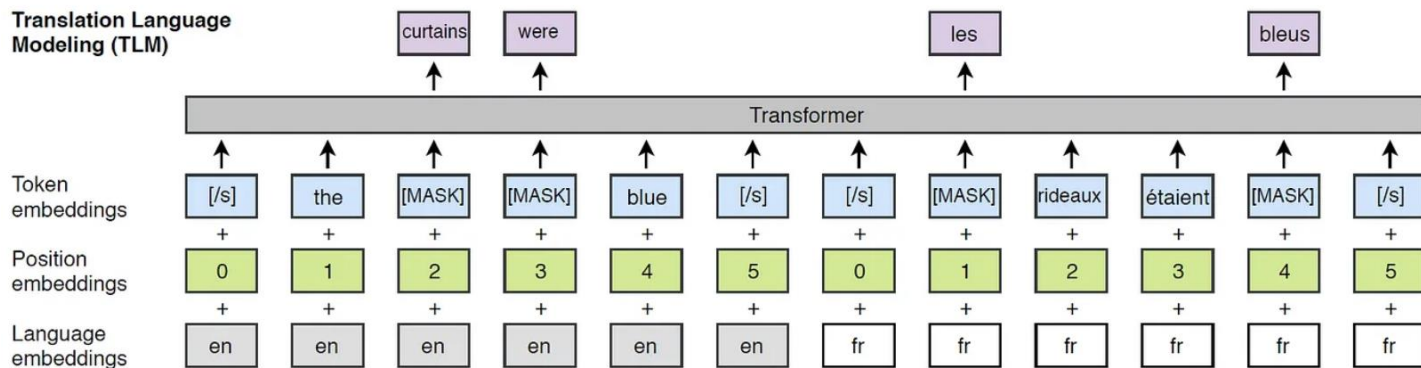 Translation Language
Modeling (TLM)
curtains were les bleus
Transformer
Token
embeddings
[/s] the [MASK] [MASK] blue [/s] [/s] [MASK] rideaux étaient [MASK] [/s]
+ + + + + + + + + + + +
Position
embeddings
0 1 2 3 4 5 0 1 2 3 4 5
+ + + + + + + + + + + +
Language
embeddings
en en en en en en fr fr fr fr fr fr